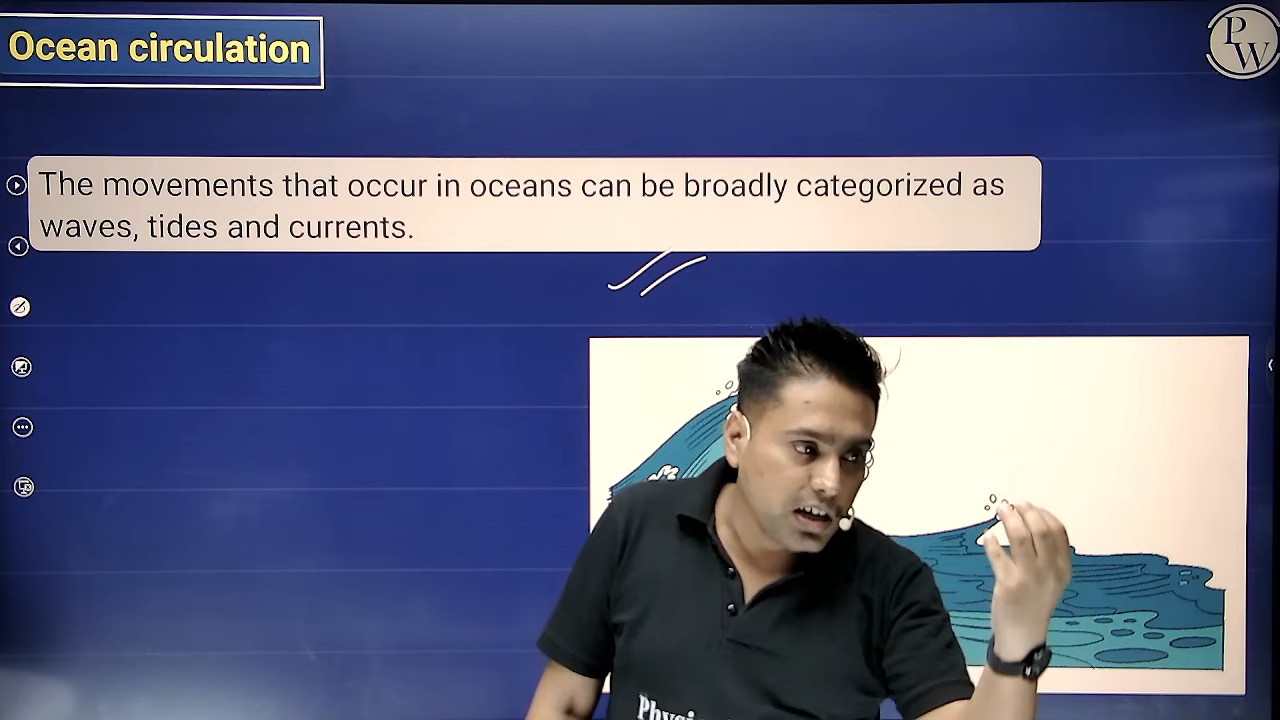 Ocean circulation
PW
The movements that occur in oceans can be broadly categorized as
waves, tides and currents.